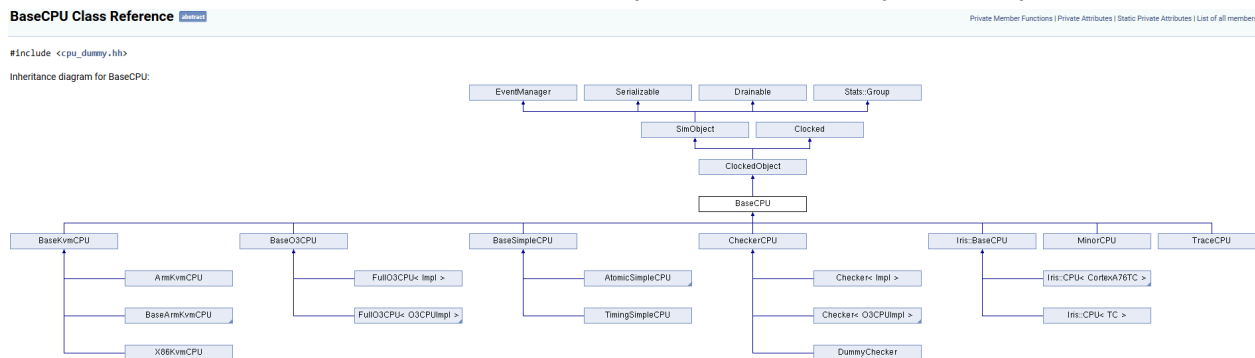 BaseCPU Class Reference abstract
Private Member Functions | Private Attributes | Static Private Attributes | List of all members
#include <cpu_dummy.hh>
Inheritance diagram for BaseCPU:
EventManager Serializable Drainable Stats::Group
SimObject Clocked
ClockedObject
BaseCPU
BaseKvmCPU BaseO3CPU BaseSimpleCPU CheckerCPU Iris::BaseCPU MinorCPU TraceCPU
ArmKvmCPU FullO3CPU< Impl > AtomicSimpleCPU Checker< Impl > Iris::CPU< CortexA76TC >
BaseArmKvmCPU FullO3CPU< O3CPUImpl > TimingSimpleCPU Checker< O3CPUImpl > Iris::CPU< TC >
X86KvmCPU DummyChecker